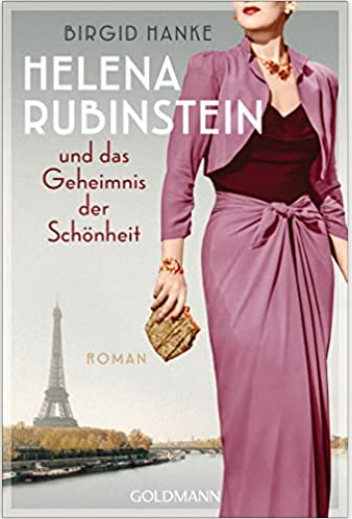 BIRGID HANKE
HELENA
RUBINSTEIN
und das
Geheimnis
der
Schönheit
ROMAN
GOLDMANN